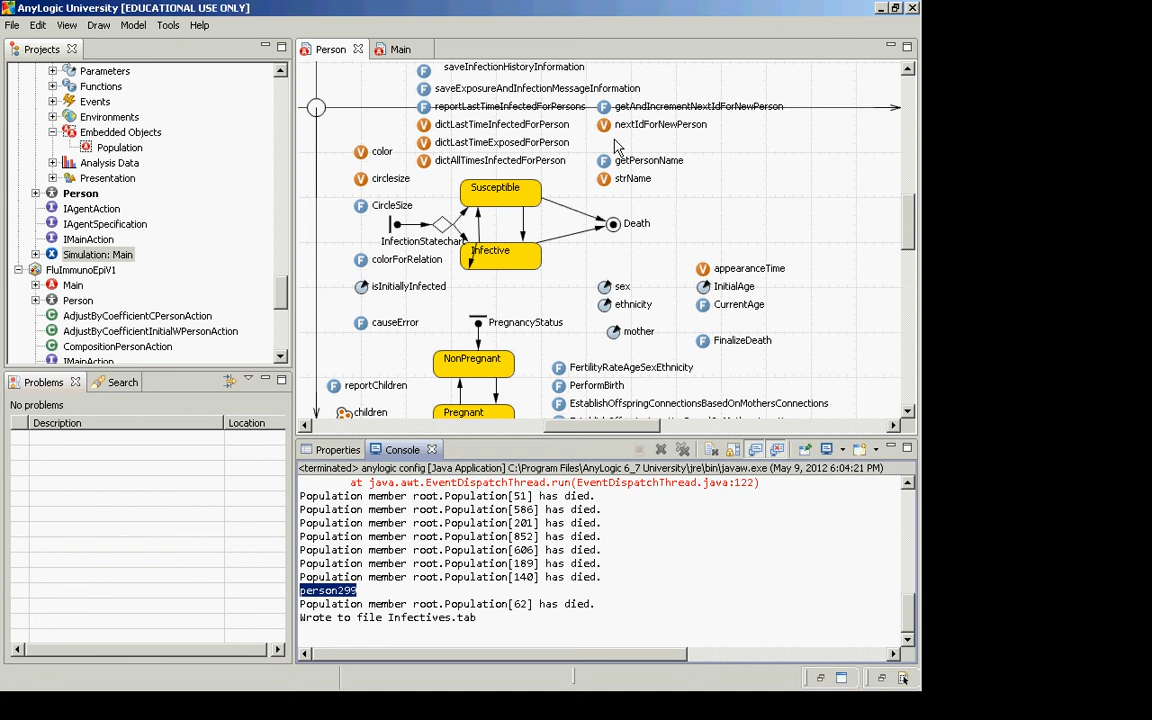 AnyLogic University [EDUCATIONAL USE ONLY]
File Edit View Draw Model Tools Help
Projects
Parameters
Functions
Events
Environments
Embedded Objects
Population
Analysis Data
Presentation
Person
IAgentAction
IAgentSpecification
IMainAction
Simulation: Main
FluImmunoEpiV1
Main
Person
AdjustByCoefficientCPersonAction
AdjustByCoefficientInitialWPersonAction
CompositionPersonAction
IMainAction
Problems Search
No problems
Description Location
Person Main
saveInfectionHistoryInformation
saveExposureAndInfectionMessageInformation
reportLastTimeInfectedForPersons getAndIncrementNextIdForNewPerson
dictLastTimeInfectedForPerson nextIdForNewPerson
dictLastTimeExposedForPerson
color
dictAllTimesInfectedForPerson getPersonName
circlesize Susceptible strName
CircleSize
Death
InfectionStatechart
Infective
colorForRelation
appearanceTime
isInitiallyInfected sex InitialAge
ethnicity CurrentAge
causeError PregnancyStatus mother
FinalizeDeath
NonPregnant
FertilityRateAgeSexEthnicity
reportChildren PerformBirth
EstablishOffspringConnectionsBasedOnMothersConnections
children Pregnant
Properties Console
<terminated> anylogic config [Java Application] C:\Program Files\AnyLogic 6_7 University\jre\bin\javaw.exe (May 9, 2012 6:04:21 PM)
at java.awt.EventDispatchThread.run(EventDispatchThread.java:122)
Population member root.Population[51] has died.
Population member root.Population[586] has died.
Population member root.Population[201] has died.
Population member root.Population[852] has died.
Population member root.Population[606] has died.
Population member root.Population[189] has died.
Population member root.Population[140] has died.
person299
Population member root.Population[62] has died.
Wrote to file Infectives.tab